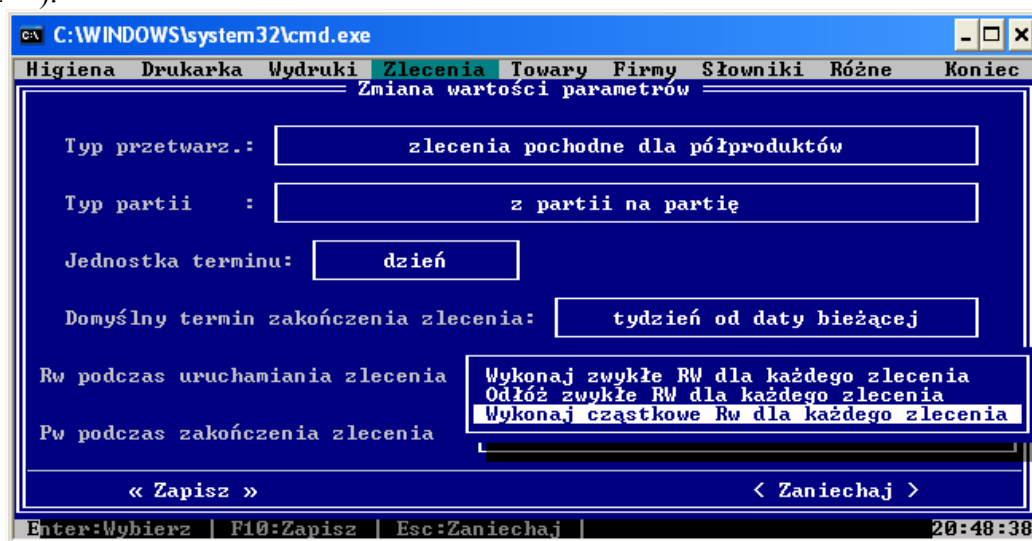 C:\WINDOWS\system32\cmd.exe
Higiena Drukarka Wydruki Zlecenia Towary Firmy Słowniki Różne Koniec
Zmiana wartości parametrów
Typ przetwarz.: zlecenia pochodne dla półproduktów
Typ partii : z partii na partię
Jednostka terminu: dzień
Domyślny termin zakończenia zlecenia: tydzień od daty bieżącej
Rw podczas uruchamiania zlecenia
Wykonaj zwykłe RW dla każdego zlecenia
Odłóż zwykłe RW dla każdego zlecenia
Wykonaj cząstkowe Rw dla każdego zlecenia
Pw podczas zakończenia zlecenia
« Zapisz » < Zaniechaj >
Enter:Wybierz | F10:Zapisz | Esc:Zaniechaj | 20:48:38